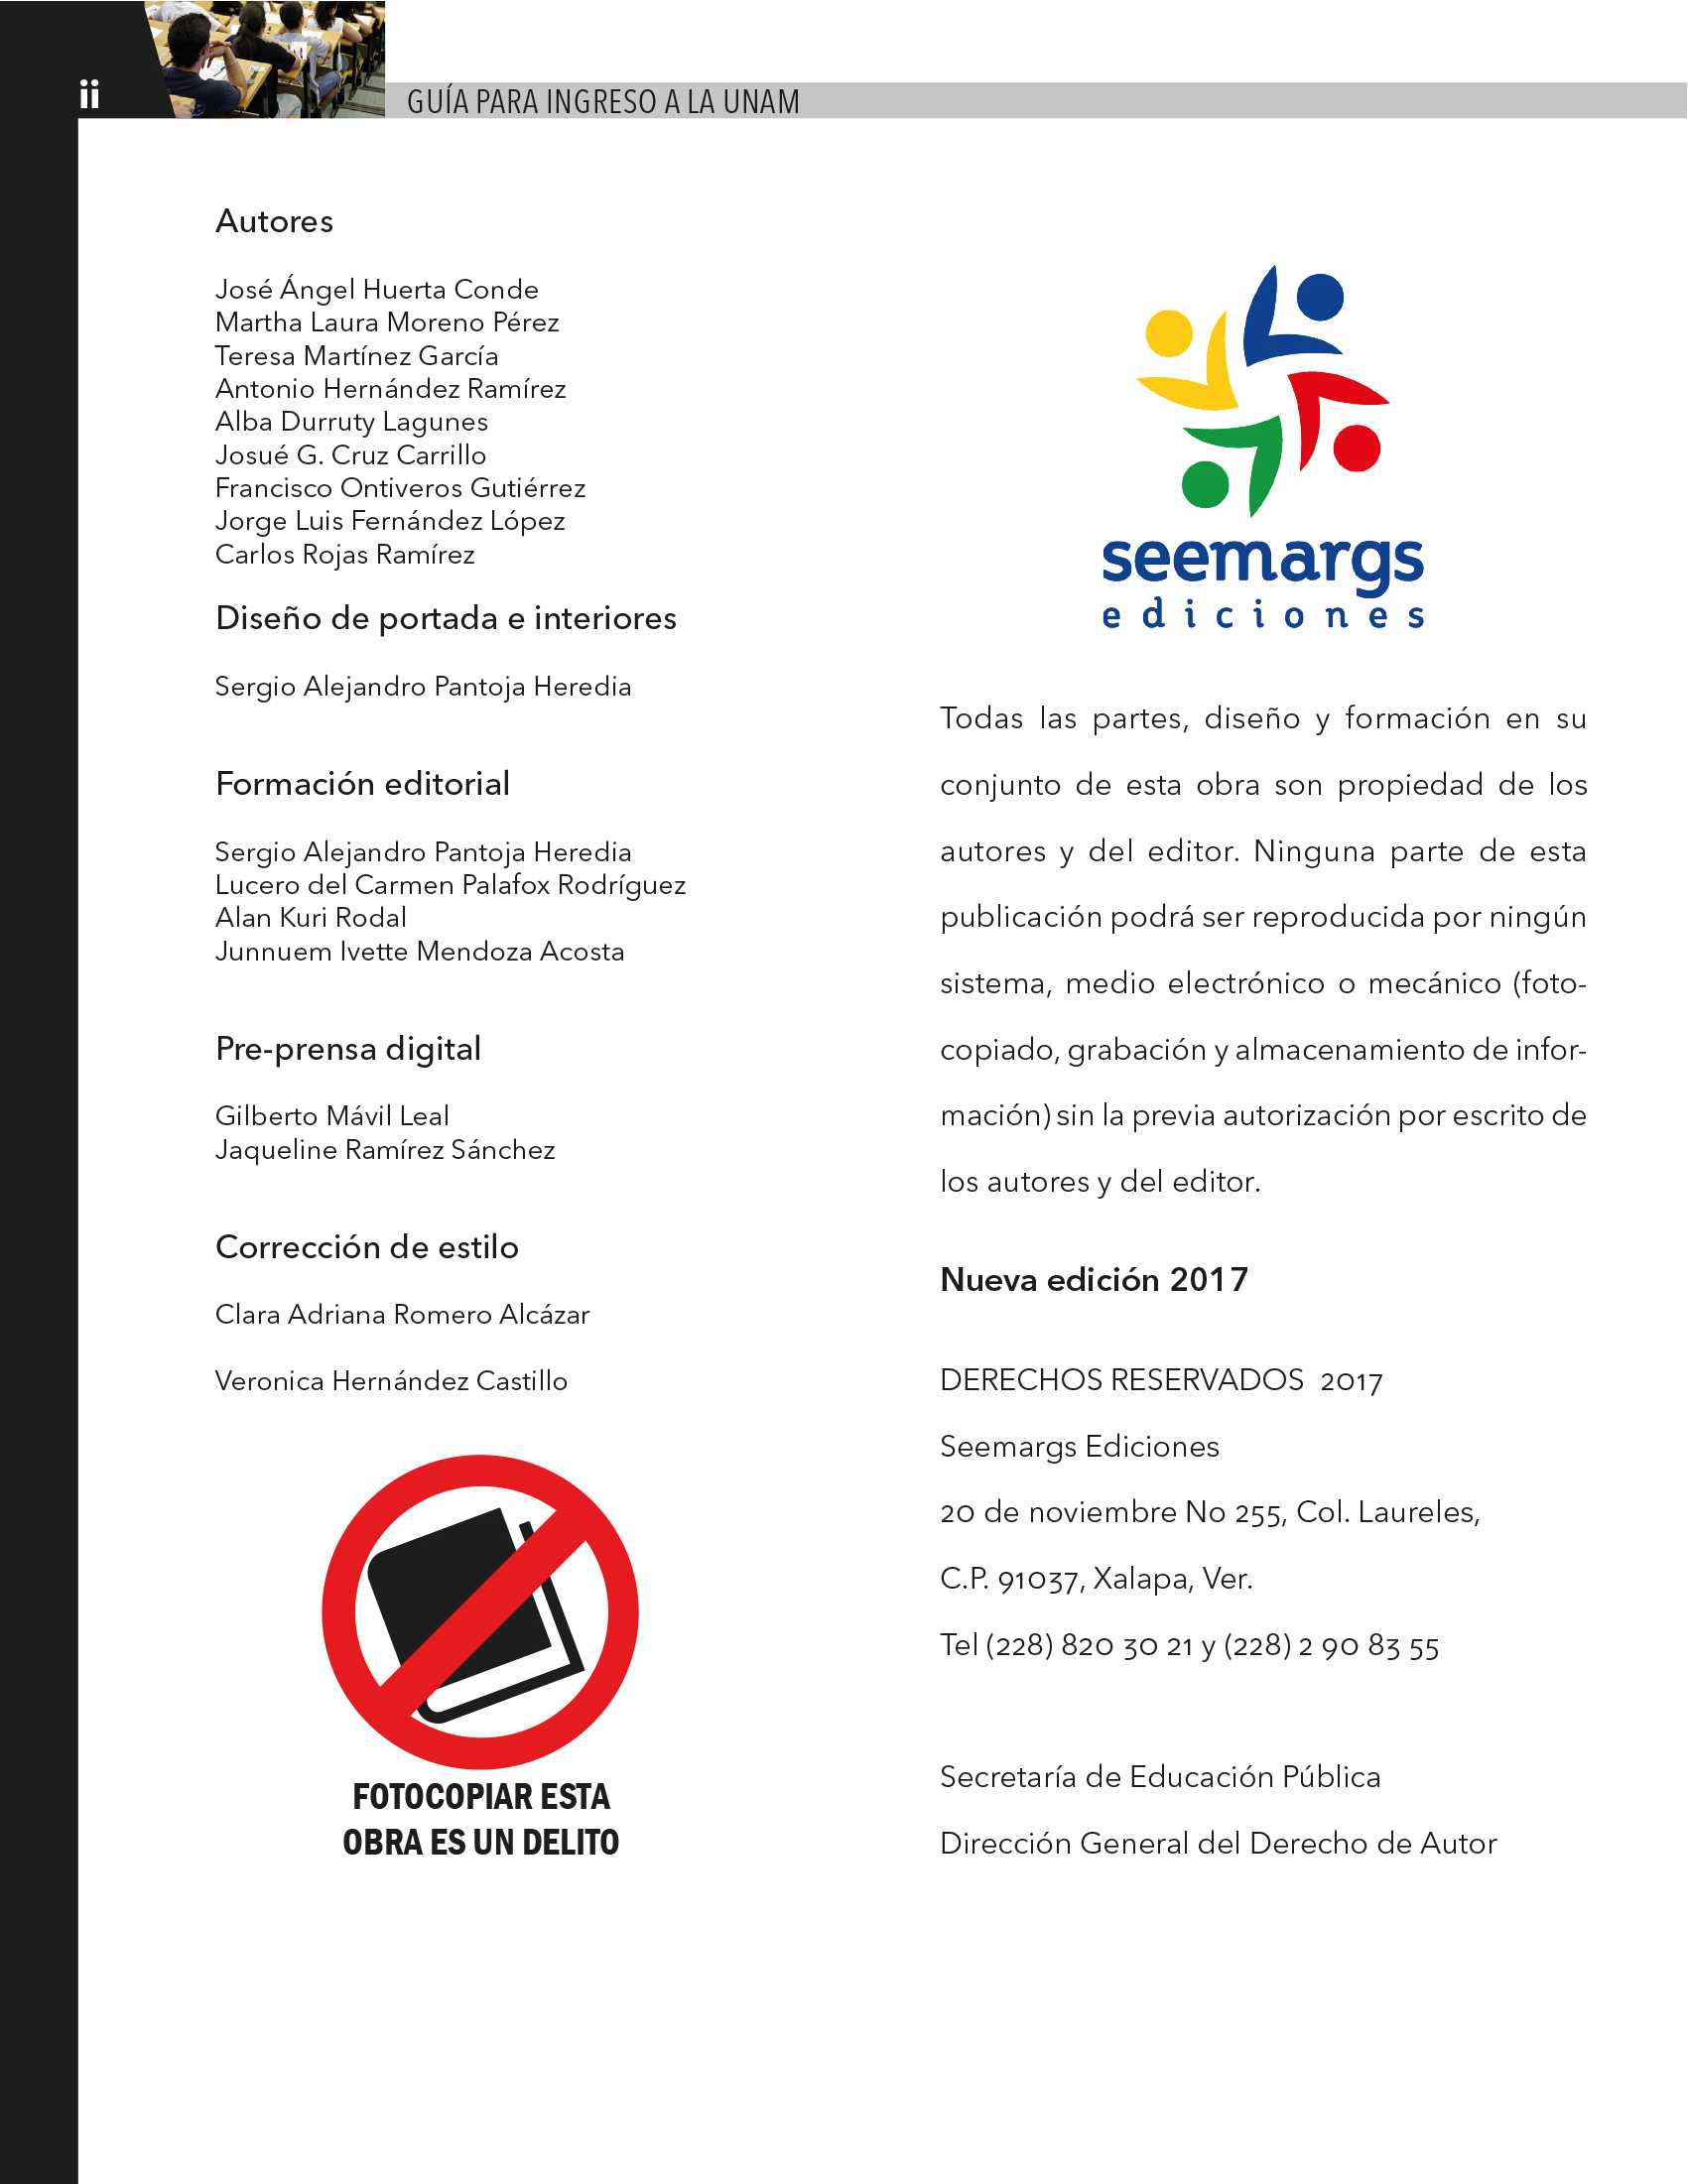 ii
GUÍA PARA INGRESO A LA UNAM
Autores
José Ángel Huerta Conde
Martha Laura Moreno Pérez
Teresa Martínez García
Antonio Hernández Ramírez
Alba Durruty Lagunes
Josué G. Cruz Carrillo
Francisco Ontiveros Gutiérrez
Jorge Luis Fernández López
Carlos Rojas Ramírez
Diseño de portada e interiores
Sergio Alejandro Pantoja Heredia
Formación editorial
Sergio Alejandro Pantoja Heredia
Lucero del Carmen Palafox Rodríguez
Alan Kuri Rodal
Junnuem Ivette Mendoza Acosta
Pre-prensa digital
Gilberto Mávil Leal
Jaqueline Ramírez Sánchez
Corrección de estilo
Clara Adriana Romero Alcázar
Veronica Hernández Castillo
FOTOCOPIAR ESTA
OBRA ES UN DELITO
seemargs
ediciones
Todas las partes, diseño y formación en su
conjunto de esta obra son propiedad de los
autores y del editor. Ninguna parte de esta
publicación podrá ser reproducida por ningún
sistema, medio electrónico o mecánico (foto-
copiado, grabación y almacenamiento de infor-
mación) sin la previa autorización por escrito de
los autores y del editor.
Nueva edición 2017
DERECHOS RESERVADOS 2017
Seemargs Ediciones
20 de noviembre No 255, Col. Laureles,
C.P. 91037, Xalapa, Ver.
Tel (228) 820 30 21 y (228) 2 90 83 55
Secretaría de Educación Pública
Dirección General del Derecho de Autor